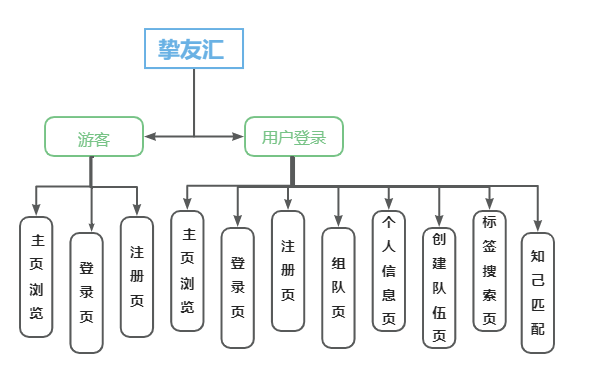 挚友汇
游客
用户登录
主页浏览
登录页
注册页
主页浏览
登录页
注册页
组队页
个人信息页
创建队伍页
标签搜索页
知己匹配